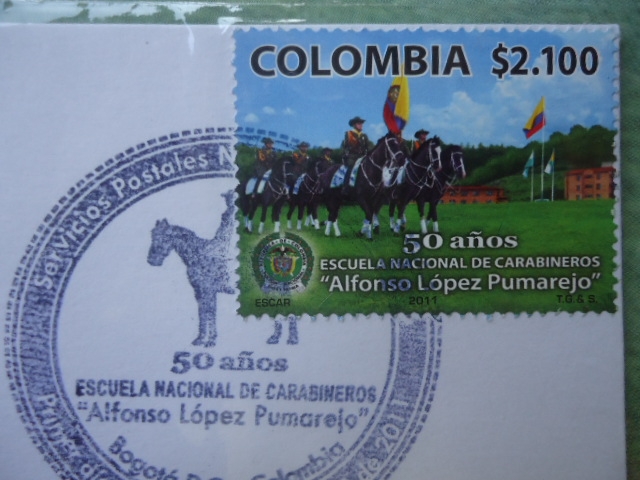 COLOMBIA $2.100
50 años
ESCUELA NACIONAL DE CARABINEROS
"Alfonso López Pumarejo"
ESCAR 2011 T.G. & S.
Servicios Postales N
50 años
ESCUELA NACIONAL DE CARABINEROS
"Alfonso López Pumarejo"
Bogotá D.C. Colombia